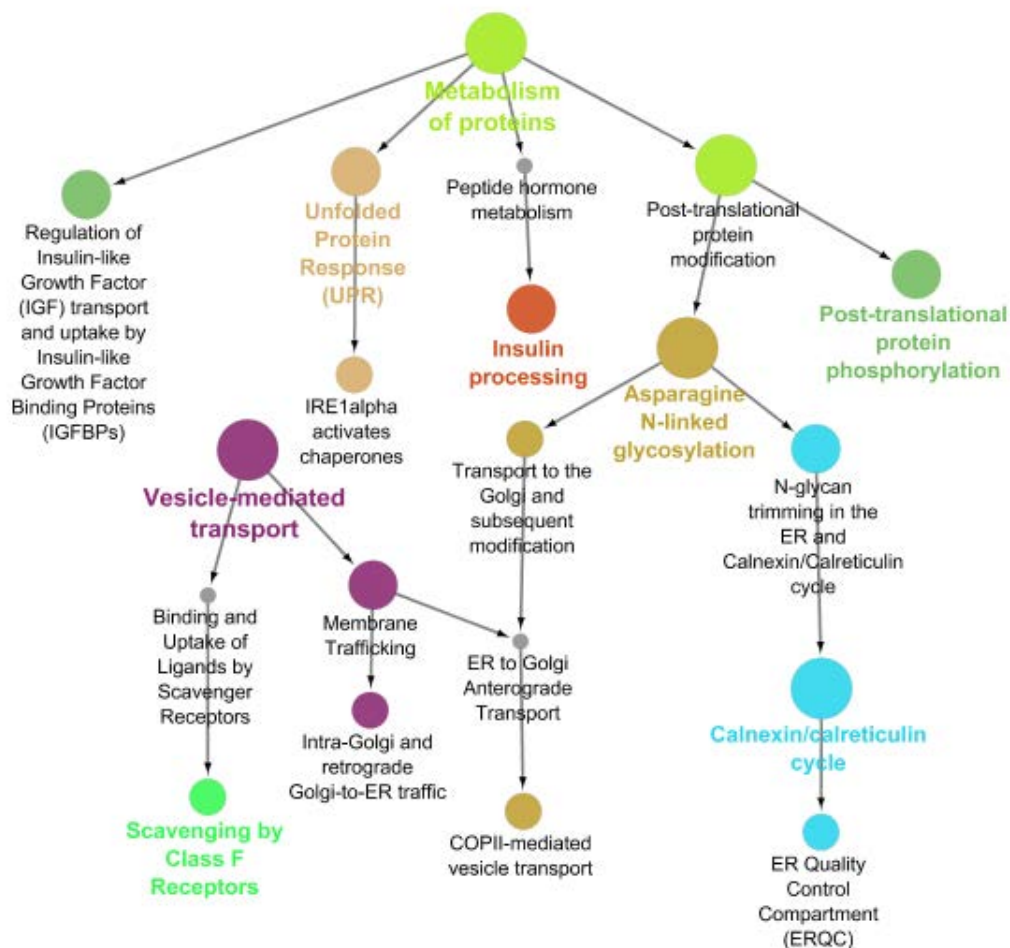 Metabolism
of proteins
Regulation of
Insulin-like
Growth Factor
(IGF) transport
and uptake by
Insulin-like
Growth Factor
Binding Proteins
(IGFBPs)
Unfolded
Protein
Response
(UPR)
Peptide hormone
metabolism
Post-translational
protein
modification
Insulin
processing
Post-translational
protein
phosphorylation
IRE1alpha
activates
chaperones
Asparagine
N-linked
glycosylation
Vesicle-mediated
transport
Transport to the
Golgi and
subsequent
modification
N-glycan
trimming in the
ER and
Calnexin/Calreticulin
cycle
Binding and
Uptake of
Ligands by
Scavenger
Receptors
Membrane
Trafficking
ER to Golgi
Anterograde
Transport
Intra-Golgi and
retrograde
Golgi-to-ER traffic
Calnexin/calreticulin
cycle
Scavenging by
Class F
Receptors
COPII-mediated
vesicle transport
ER Quality
Control
Compartment
(ERQC)